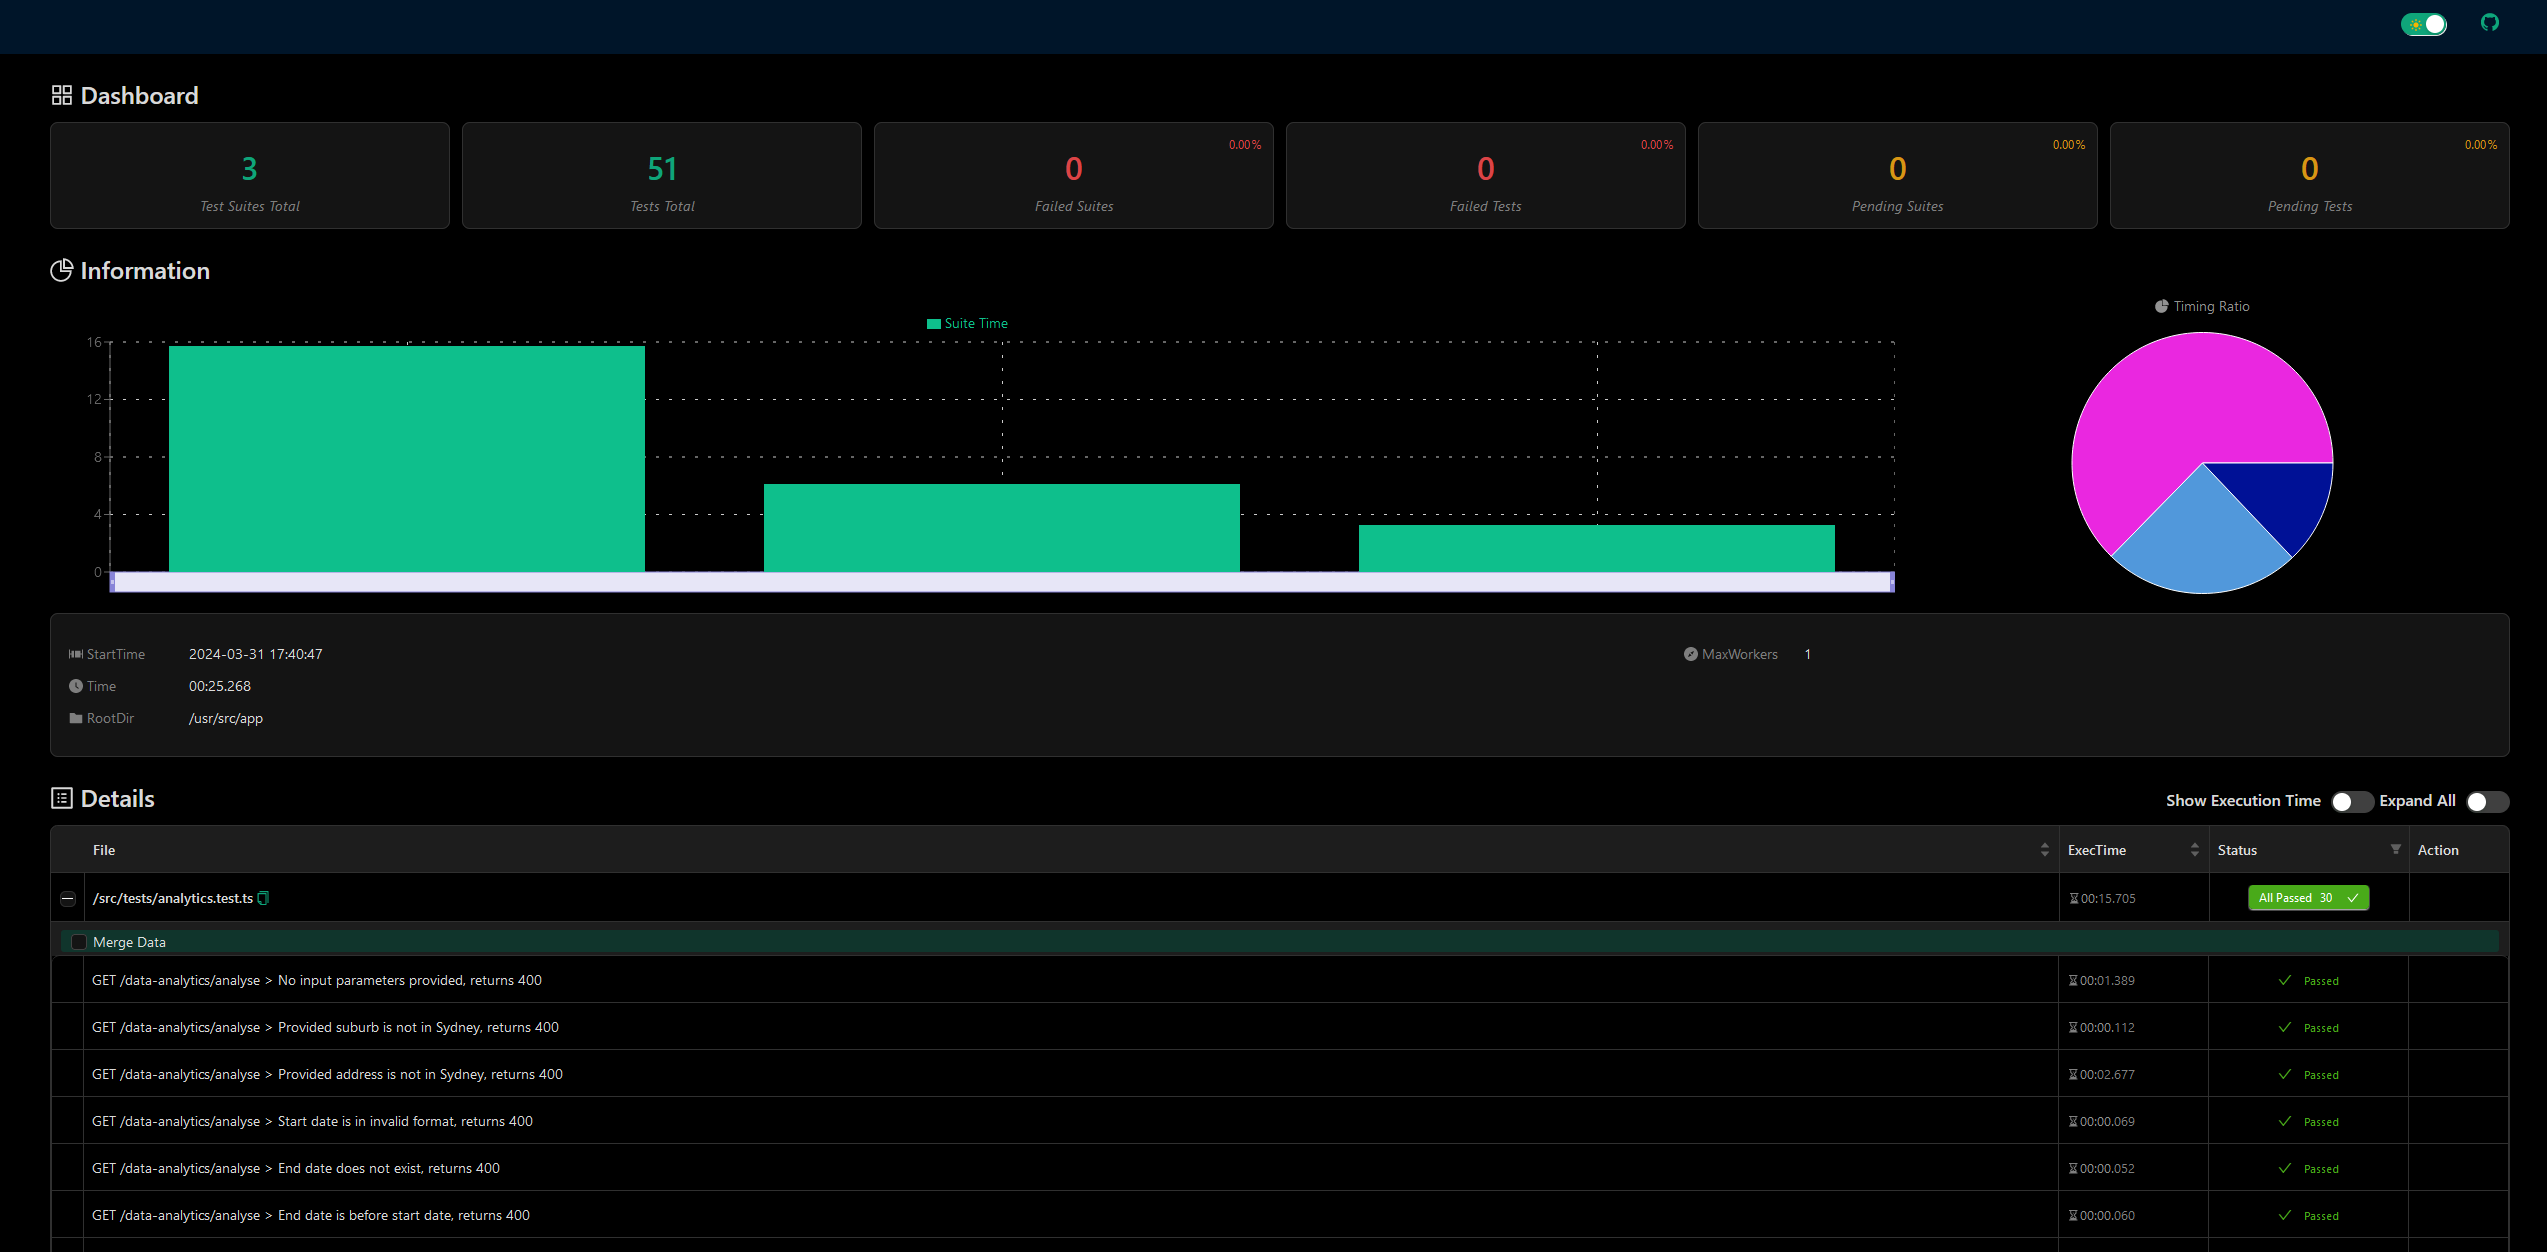 Dashboard
3
Test Suites Total
51
Tests Total
0.00%
0
Failed Suites
0.00%
0
Failed Tests
0.00%
0
Pending Suites
0.00%
0
Pending Tests
Information
Suite Time
16
12
8
4
0
Timing Ratio
StartTime 2024-03-31 17:40:47
MaxWorkers 1
Time 00:25.268
RootDir /usr/src/app
Details
Show Execution Time Expand All
File ExecTime Status Action
/src/tests/analytics.test.ts 00:15.705 All Passed 30
Merge Data
GET /data-analytics/analyse > No input parameters provided, returns 400 00:01.389 Passed
GET /data-analytics/analyse > Provided suburb is not in Sydney, returns 400 00:00.112 Passed
GET /data-analytics/analyse > Provided address is not in Sydney, returns 400 00:02.677 Passed
GET /data-analytics/analyse > Start date is in invalid format, returns 400 00:00.069 Passed
GET /data-analytics/analyse > End date does not exist, returns 400 00:00.052 Passed
GET /data-analytics/analyse > End date is before start date, returns 400 00:00.060 Passed